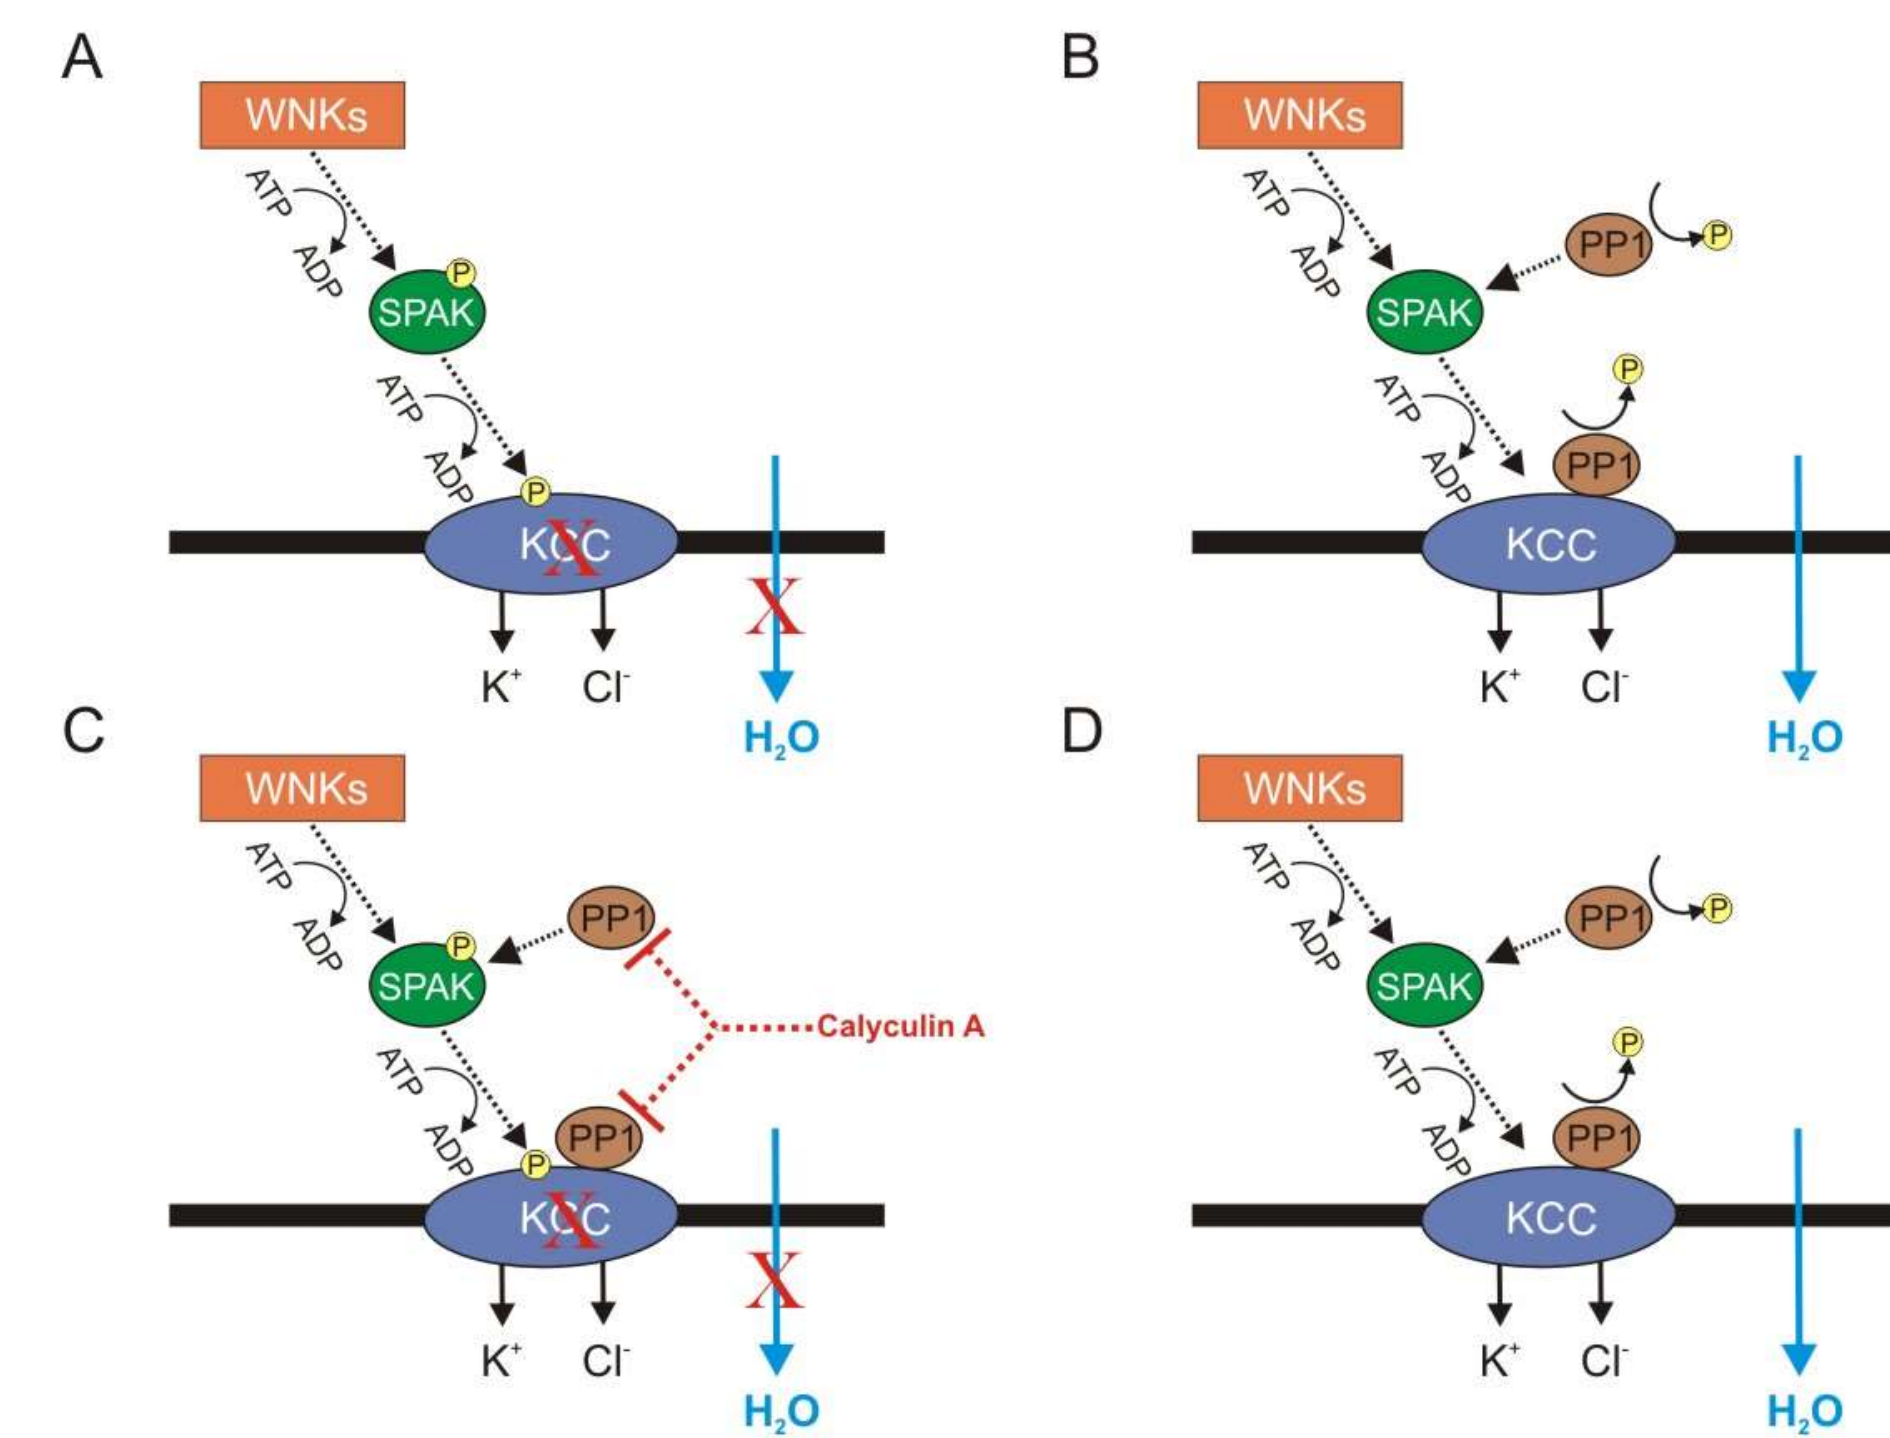 A
WNKs
ATP
ADP
P
SPAK
ATP
ADP
P
KCC
X
X
K⁺
Cl⁻
H₂O
B
WNKs
ATP
ADP
PP1
P
SPAK
P
ATP
ADP
PP1
KCC
K⁺
Cl⁻
H₂O
C
WNKs
ATP
ADP
PP1
P
SPAK
Calyculin A
ATP
ADP
PP1
P
KCC
X
X
K⁺
Cl⁻
H₂O
D
WNKs
ATP
ADP
PP1
P
SPAK
P
ATP
ADP
PP1
KCC
K⁺
Cl⁻
H₂O